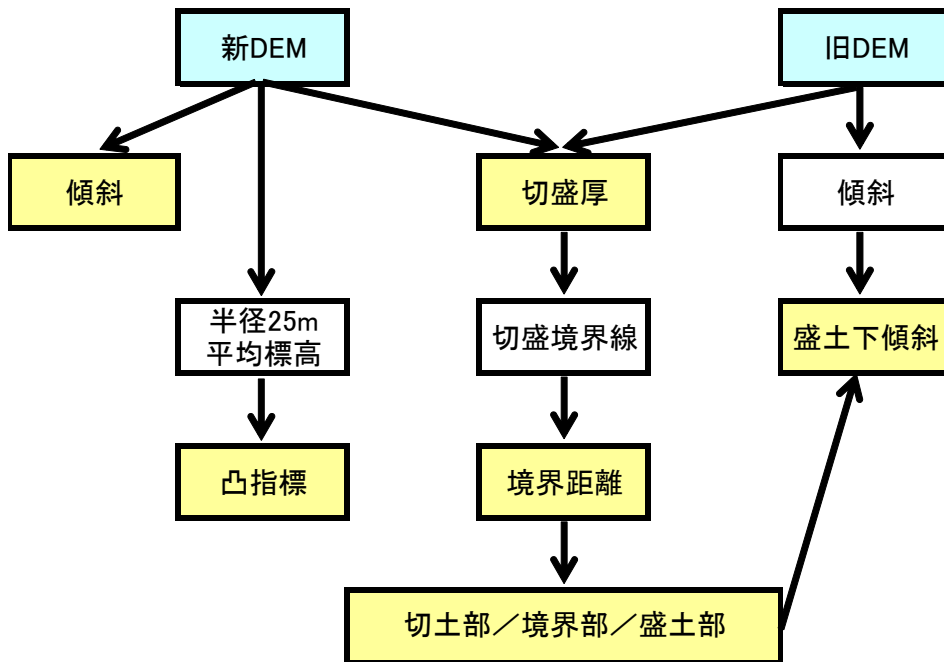 新DEM
旧DEM
傾斜
切盛厚
傾斜
半径25m
平均標高
切盛境界線
盛土下傾斜
凸指標
境界距離
切土部／境界部／盛土部